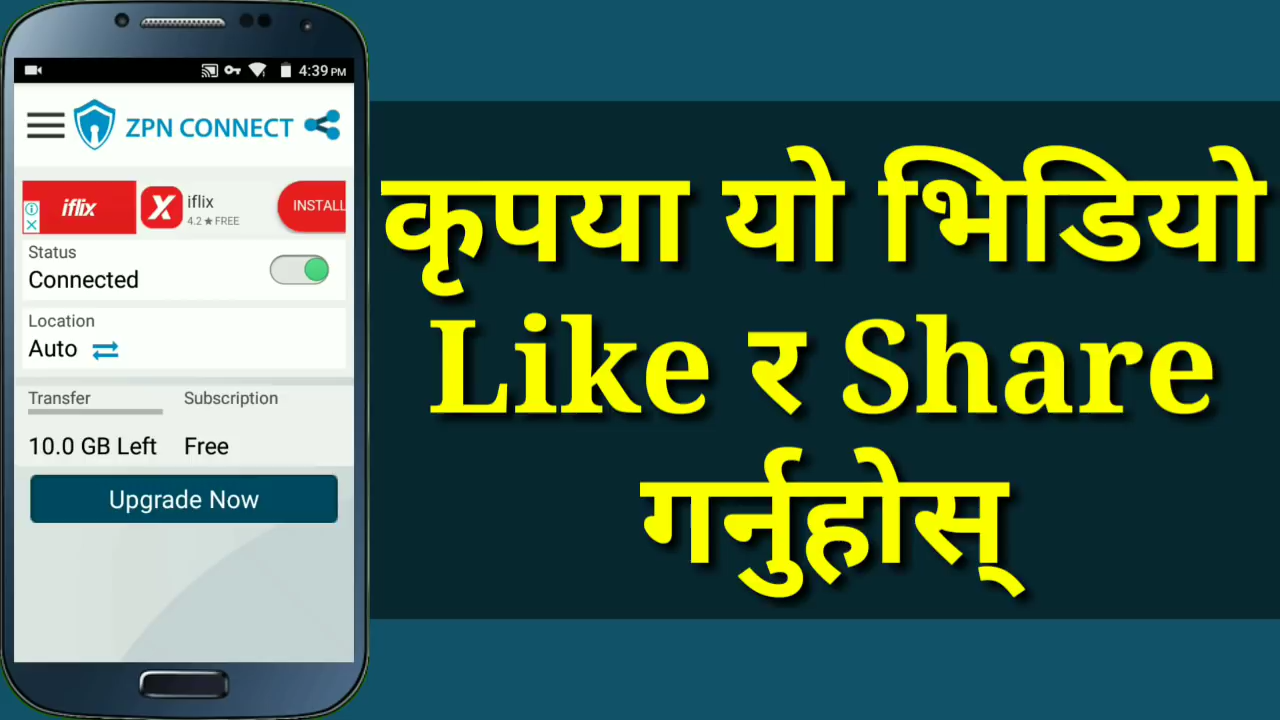 4:39 PM
ZPN CONNECT
iflix
iflix
4.2 ★ FREE
INSTALL
Status
Connected
Location
Auto
Transfer Subscription
10.0 GB Left Free
Upgrade Now
कृपया यो भिडियो
Like र Share
गर्नुहोस्